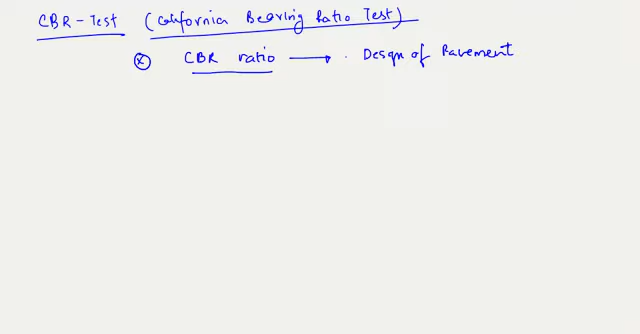 CBR-Test (California Bearing Ratio Test)
(x) CBR ratio → Design of Pavement